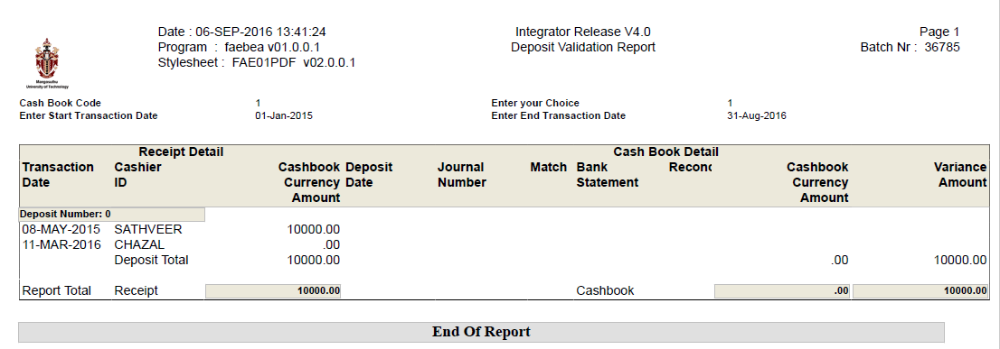 Date : 06-SEP-2016 13:41:24 Integrator Release V4.0 Page 1
Program : faebea v01.0.0.1 Deposit Validation Report Batch Nr : 36785
Stylesheet : FAE01PDF v02.0.0.1
Mangosuthu
University of Technology
Cash Book Code 1 Enter your Choice 1
Enter Start Transaction Date 01-Jan-2015 Enter End Transaction Date 31-Aug-2016
Receipt Detail Cash Book Detail
Transaction Cashier Cashbook Deposit Journal Match Bank Reconc Cashbook Variance
Date ID Currency Date Number Statement Currency Amount
Amount Amount
Deposit Number: 0
08-MAY-2015 SATHVEER 10000.00
11-MAR-2016 CHAZAL .00
Deposit Total 10000.00 .00 10000.00
Report Total Receipt 10000.00 Cashbook .00 10000.00
End Of Report